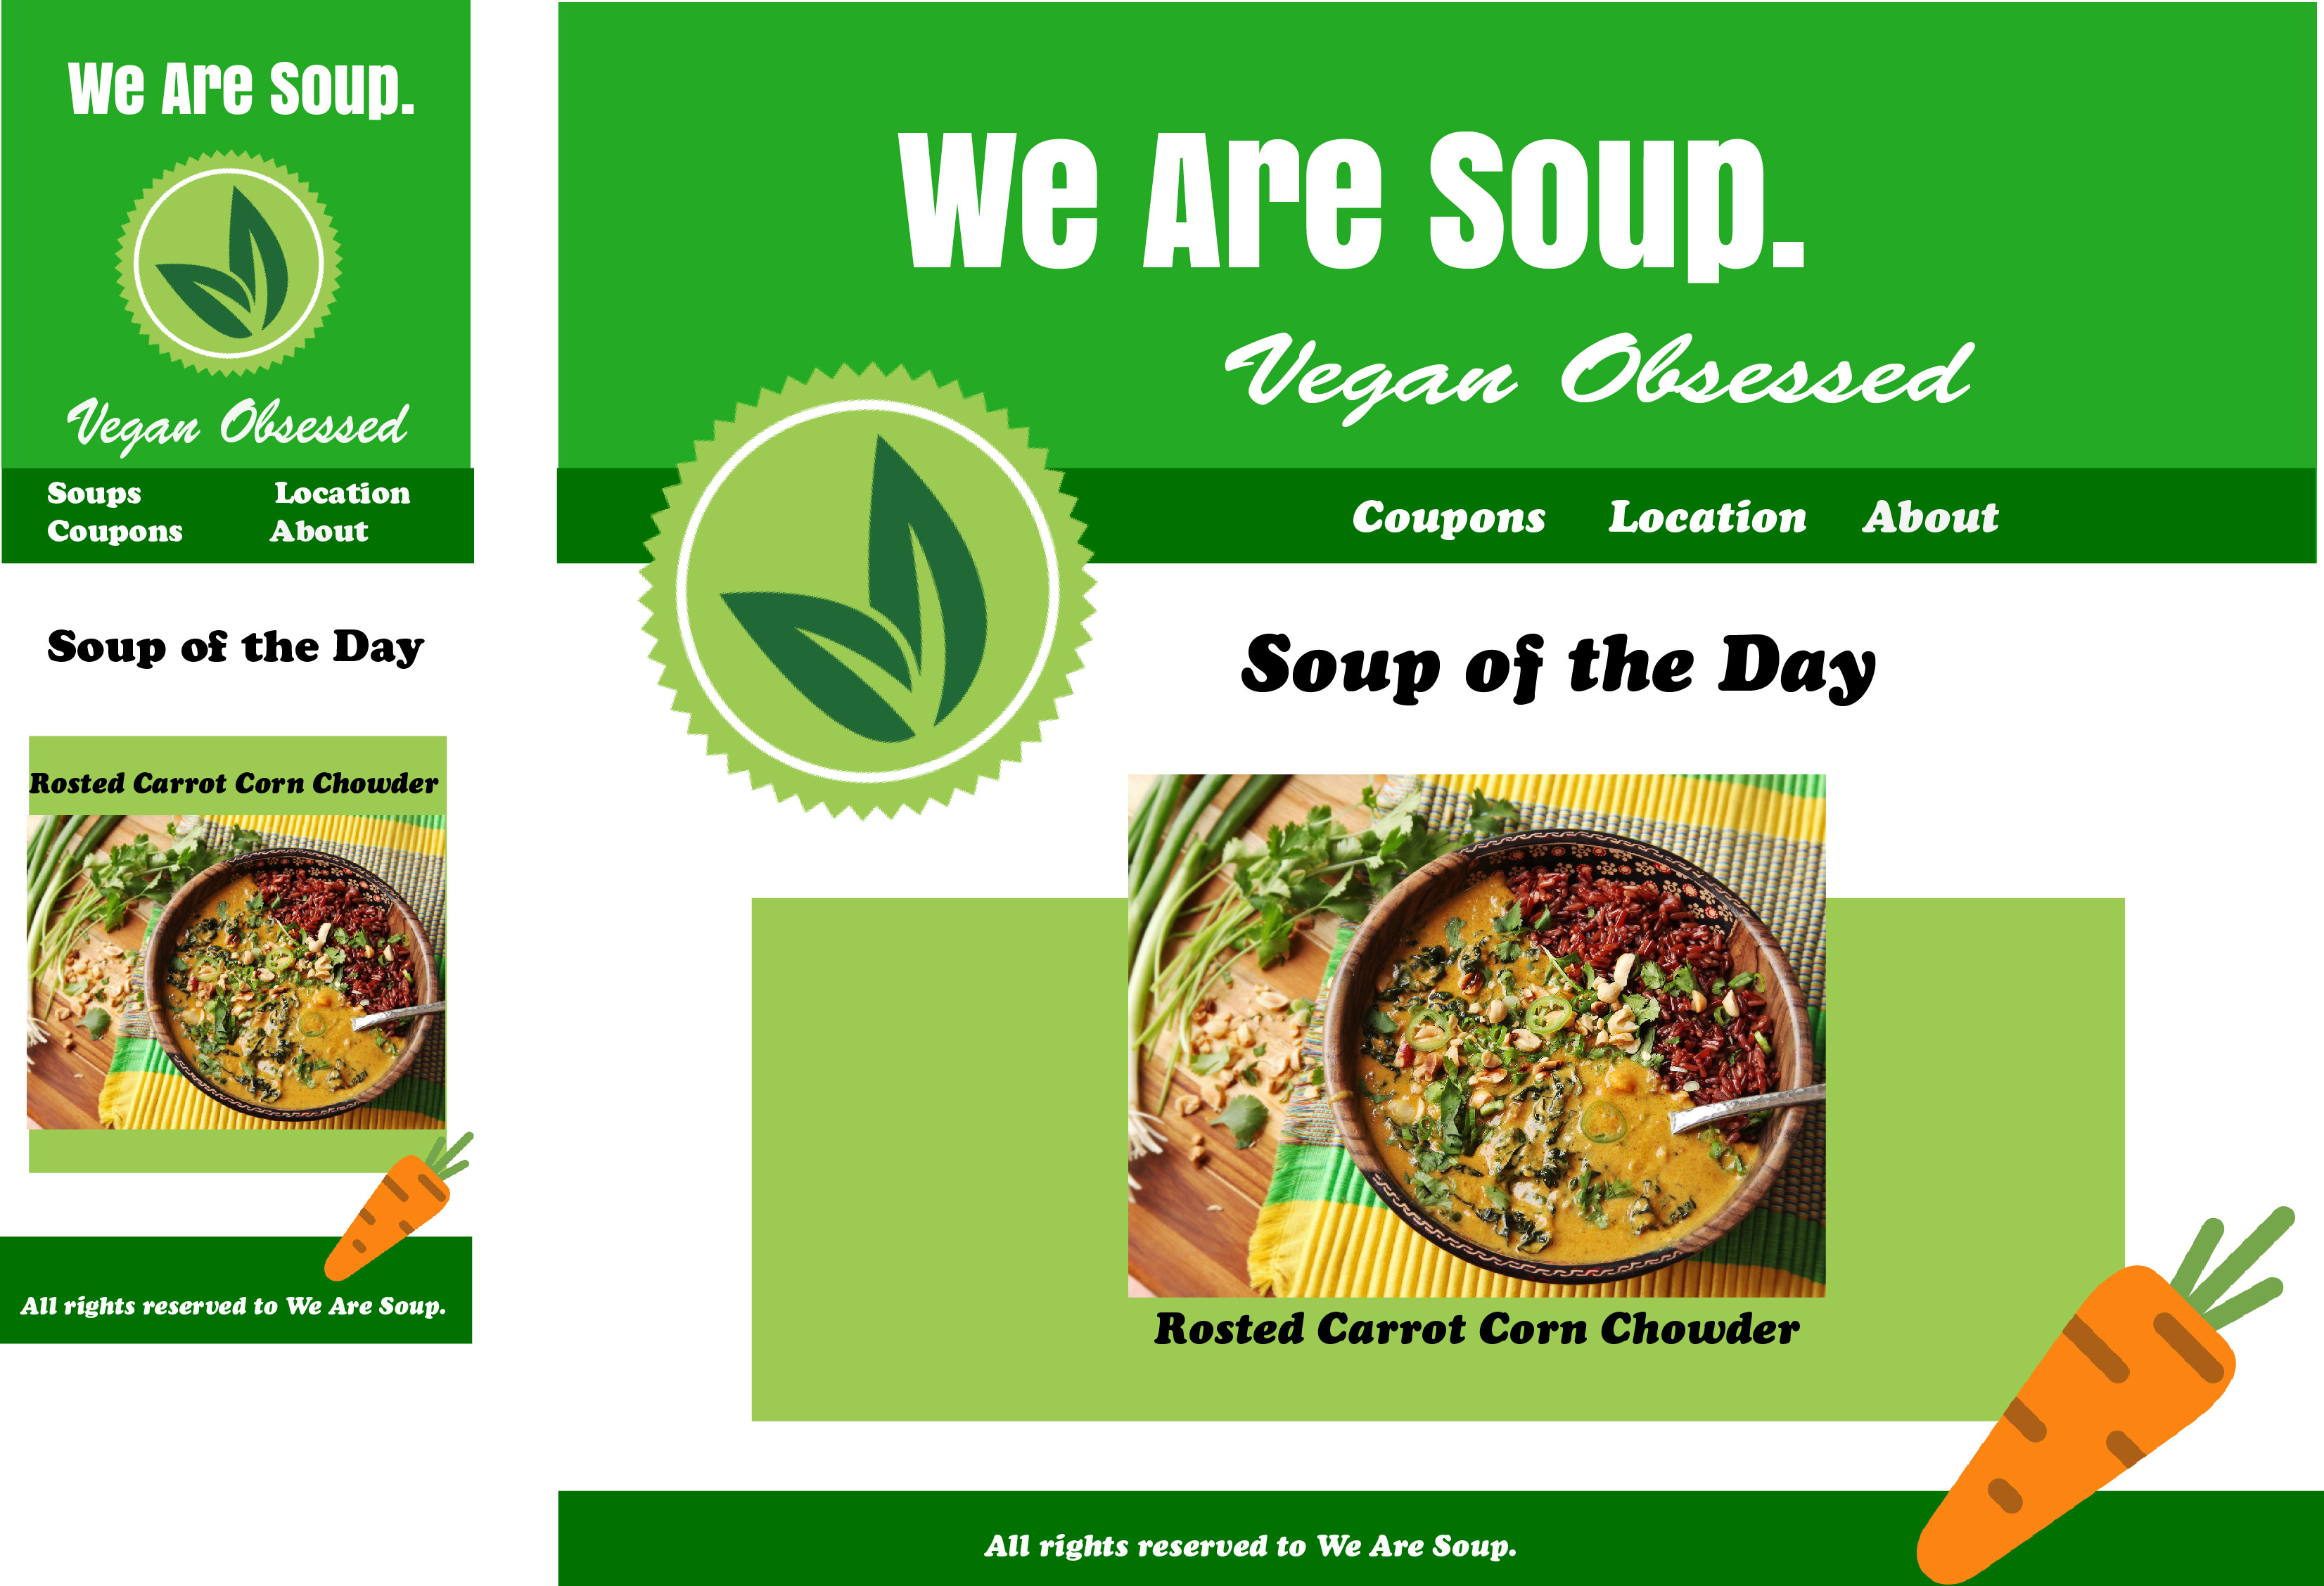 We Are Soup.
Vegan Obsessed
Soups Location
Coupons About
Soup of the Day
Rosted Carrot Corn Chowder
All rights reserved to We Are Soup.
We Are Soup.
Vegan Obsessed
Coupons Location About
Soup of the Day
Rosted Carrot Corn Chowder
All rights reserved to We Are Soup.